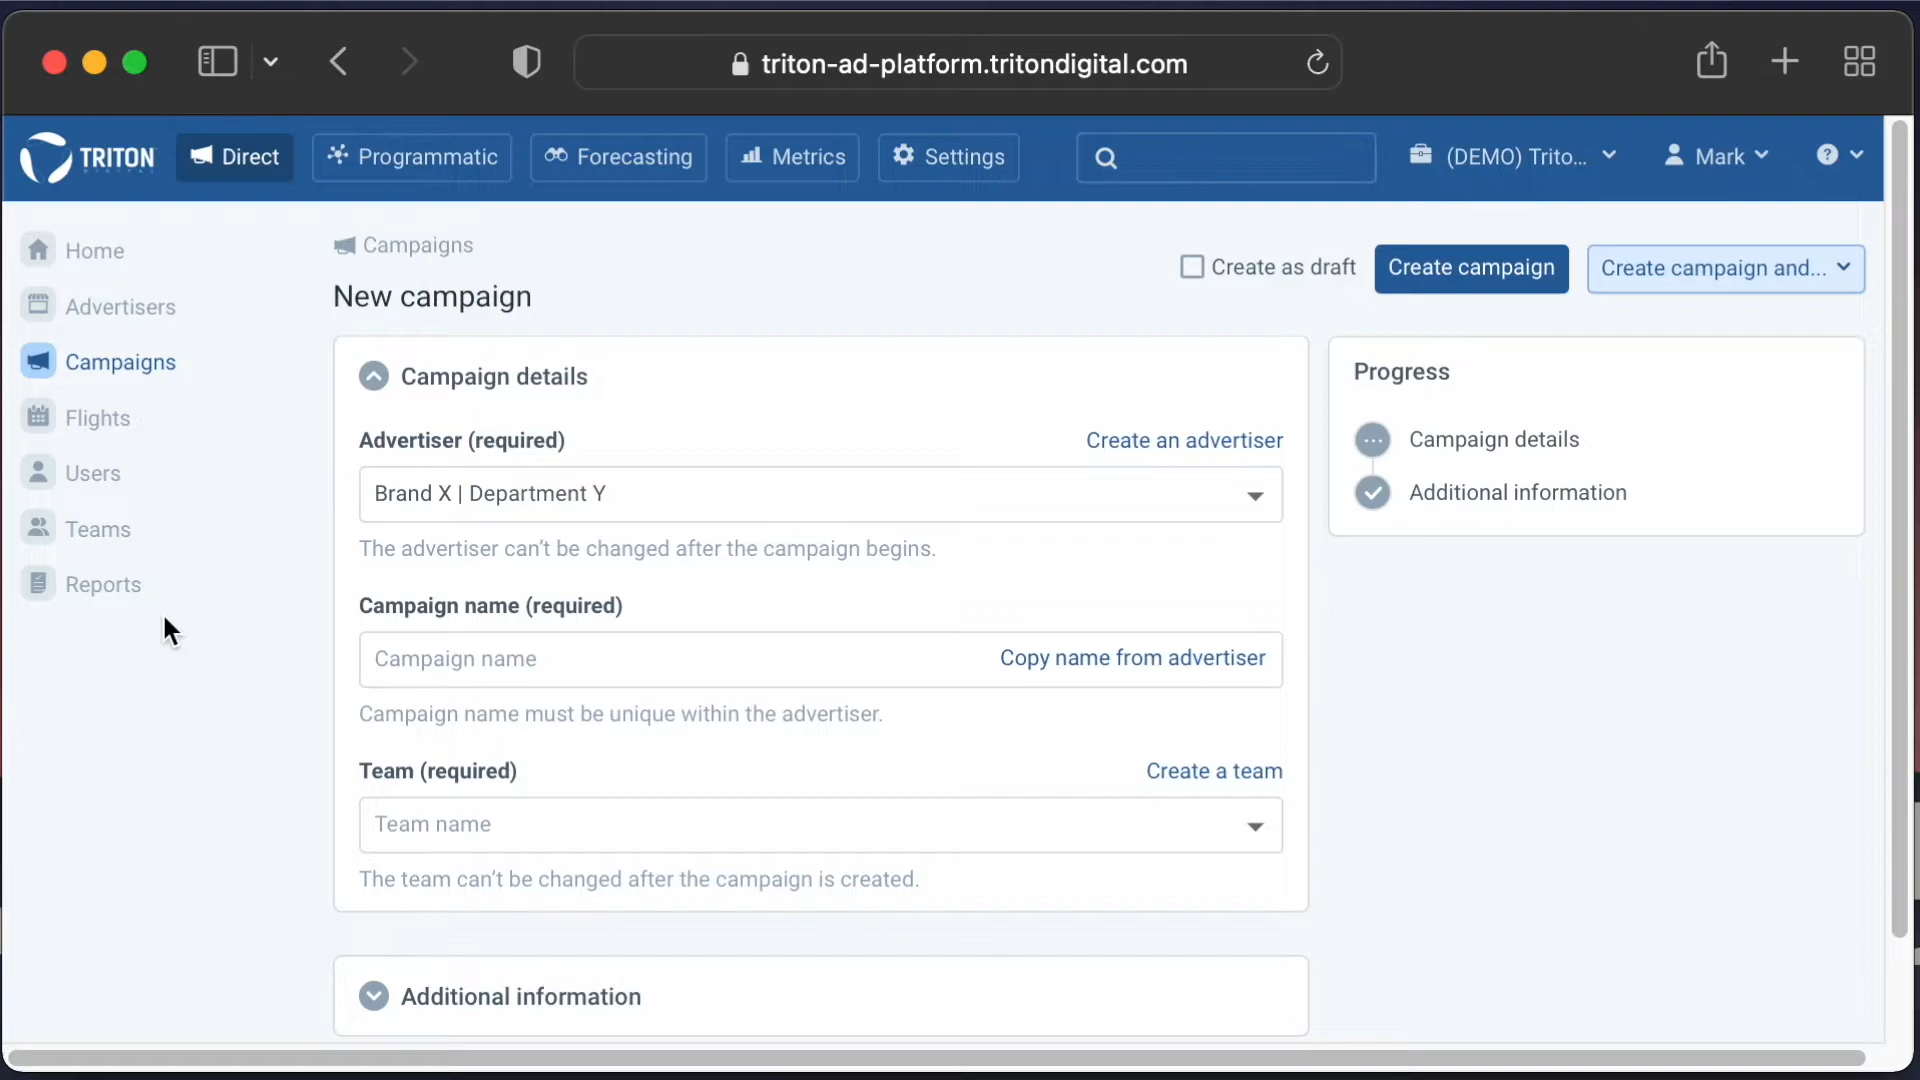 triton-ad-platform.tritondigital.com
TRITON
DIGITAL
Direct
Programmatic
Forecasting
Metrics
Settings
(DEMO) Trito...
Mark
?
Home
Advertisers
Campaigns
Flights
Users
Teams
Reports
Campaigns
New campaign
Create as draft
Create campaign
Create campaign and...
Campaign details
Advertiser (required)
Create an advertiser
Brand X | Department Y
The advertiser can't be changed after the campaign begins.
Campaign name (required)
Campaign name
Copy name from advertiser
Campaign name must be unique within the advertiser.
Team (required)
Create a team
Team name
The team can't be changed after the campaign is created.
Additional information
Progress
Campaign details
Additional information